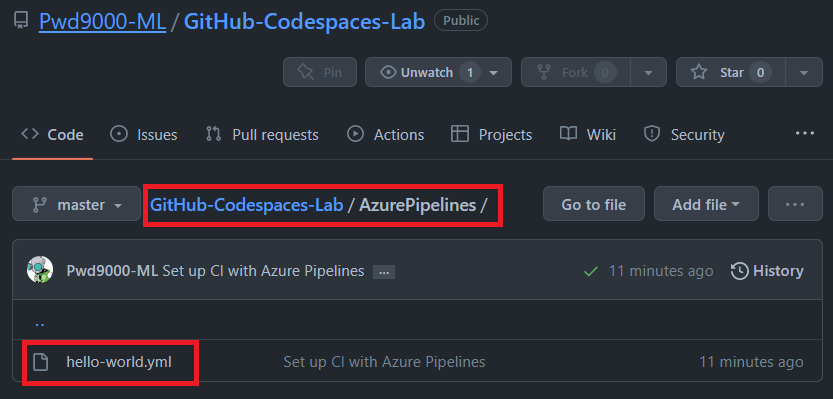 Pwd9000-ML / GitHub-Codespaces-Lab Public
Pin Unwatch 1 Fork 0 Star 0
Code Issues Pull requests Actions Projects Wiki Security ...
master GitHub-Codespaces-Lab / AzurePipelines / Go to file Add file ...
Pwd9000-ML Set up CI with Azure Pipelines ... 11 minutes ago History
..
hello-world.yml Set up CI with Azure Pipelines 11 minutes ago